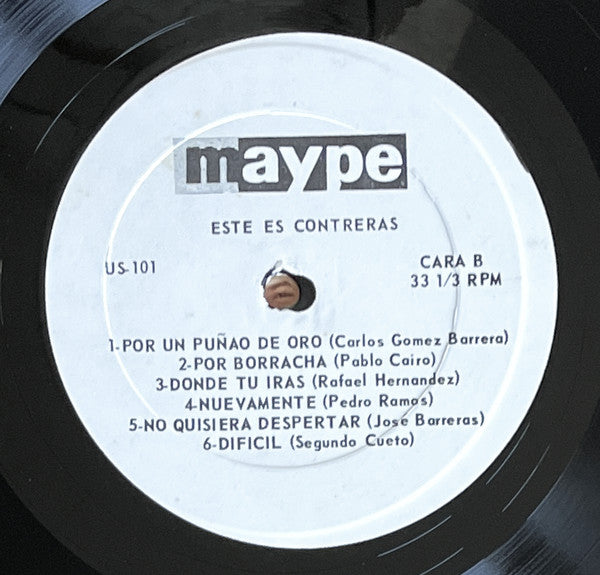 maype
ESTE ES CONTRERAS
US-101
CARA B
33 1/3 RPM
1-POR UN PUÑAO DE ORO (Carlos Gomez Barrera)
2-POR BORRACHA (Pablo Cairo)
3-DONDE TU IRAS (Rafael Hernandez)
4-NUEVAMENTE (Pedro Ramos)
5-NO QUISIERA DESPERTAR (Jose Barreras)
6-DIFICIL (Segundo Cueto)